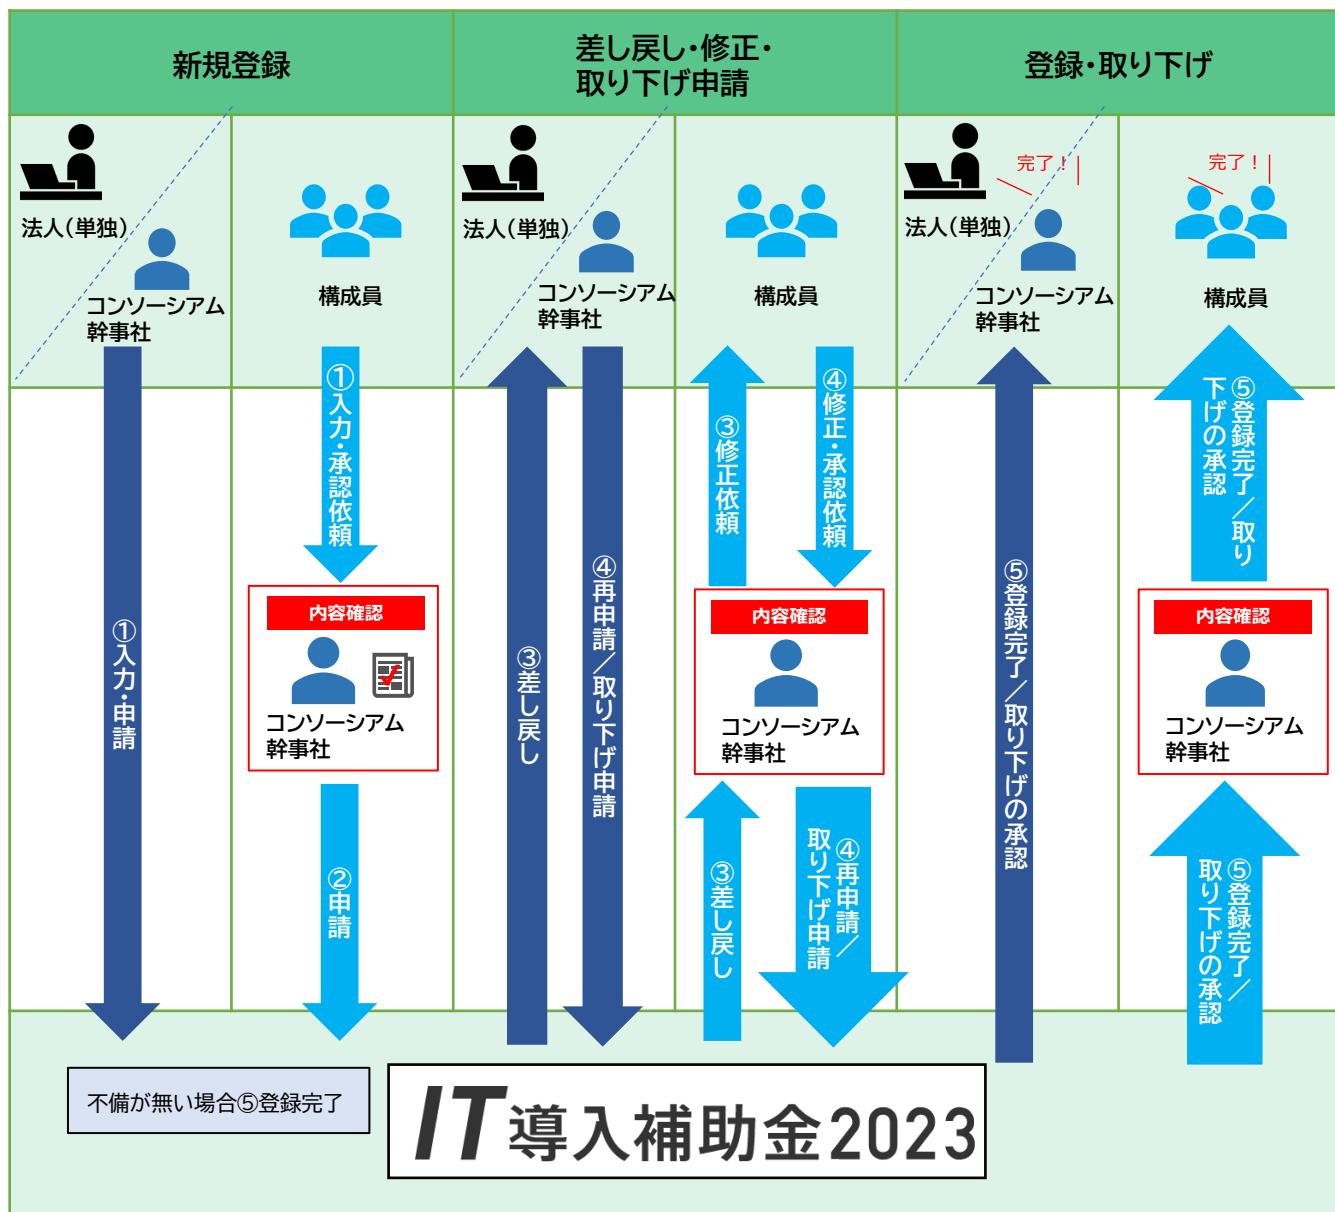 新規登録
差し戻し・修正・
取り下げ申請
登録・取り下げ
法人(単独)
コンソーシアム
幹事社
構成員
法人(単独)
コンソーシアム
幹事社
構成員
完了！
法人(単独)
コンソーシアム
幹事社
完了！
構成員
①入力・申請
①入力・承認依頼
内容確認
コンソーシアム
幹事社
②申請
③差し戻し
④再申請／取り下げ申請
③修正依頼
④修正・承認依頼
内容確認
コンソーシアム
幹事社
③差し戻し
④再申請／
取り下げ申請
⑤登録完了／取り下げの承認
⑤登録完了／取り
下げの承認
内容確認
コンソーシアム
幹事社
⑤登録完了／
取り下げの承認
不備が無い場合⑤登録完了
IT導入補助金2023